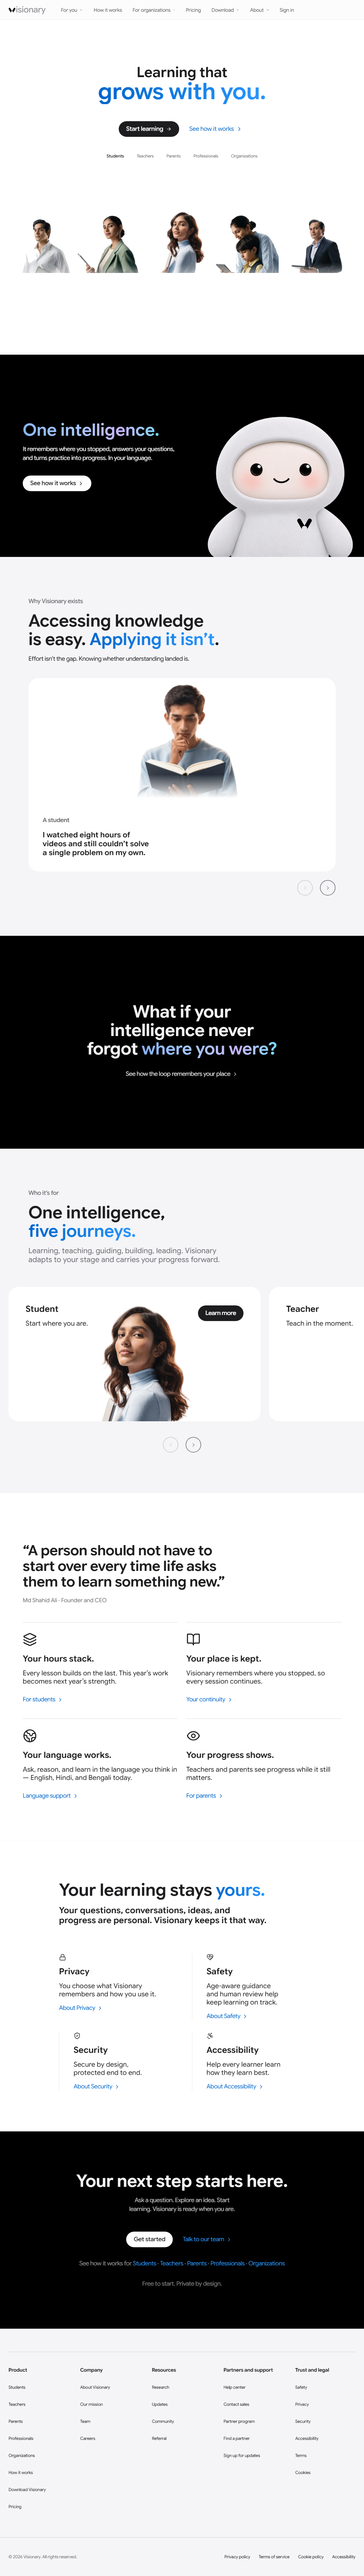 Visionary
For you
How it works
For organizations
Pricing
Download
About
Sign in
Learning that
grows with you.
Start learning
See how it works
Students
Teachers
Parents
Professionals
Organizations
One intelligence.
It remembers where you stopped, answers your questions,
and turns practice into progress. In your language.
See how it works
Why Visionary exists
Accessing knowledge
is easy. Applying it isn't.
Effort isn't the gap. Knowing whether understanding landed is.
A student
I watched eight hours of
videos and still couldn't solve
a single problem on my own.
What if your
intelligence never
forgot where you were?
See how the loop remembers your place
Who it's for
One intelligence,
five journeys.
Learning, teaching, guiding, building, leading. Visionary
adapts to your stage and carries your progress forward.
Student
Start where you are.
Learn more
Teacher
Teach in the moment.
“A person should not have to
start over every time life asks
them to learn something new.”
Md Shahid Ali · Founder and CEO
Your hours stack.
Every lesson builds on the last. This year's work
becomes next year's strength.
For students
Your place is kept.
Visionary remembers where you stopped, so
every session continues.
Your continuity
Your language works.
Ask, reason, and learn in the language you think in
— English, Hindi, and Bengali today.
Language support
Your progress shows.
Teachers and parents see progress while it still
matters.
For parents
Your learning stays yours.
Your questions, conversations, ideas, and
progress are personal. Visionary keeps it that way.
Privacy
You choose what Visionary
remembers and how you use it.
About Privacy
Safety
Age-aware guidance
and human review help
keep learning on track.
About Safety
Security
Secure by design,
protected end to end.
About Security
Accessibility
Help every learner learn
how they learn best.
About Accessibility
Your next step starts here.
Ask a question. Explore an idea. Start
learning. Visionary is ready when you are.
Get started
Talk to our team
See how it works for Students · Teachers · Parents · Professionals · Organizations
Free to start. Private by design.
Product
Students
Teachers
Parents
Professionals
Organizations
How it works
Download Visionary
Pricing
Company
About Visionary
Our mission
Team
Careers
Resources
Research
Updates
Community
Referral
Partners and support
Help center
Contact sales
Partner program
Find a partner
Sign up for updates
Trust and legal
Safety
Privacy
Security
Accessibility
Terms
Cookies
© 2026 Visionary. All rights reserved.
Privacy policy
Terms of service
Cookie policy
Accessibility